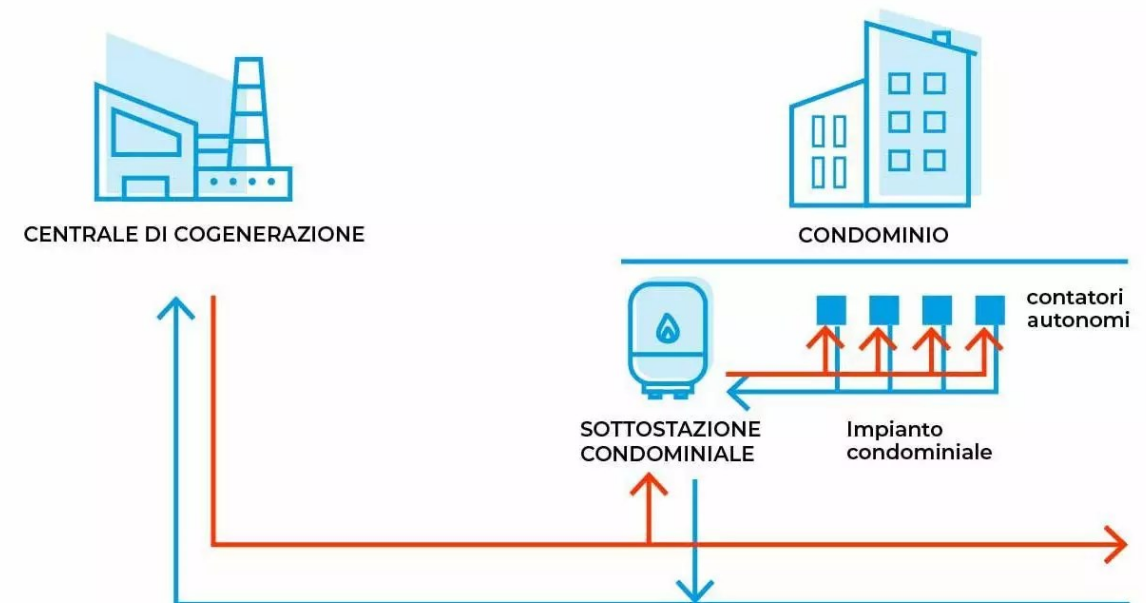 CENTRALE DI COGENERAZIONE
CONDOMINIO
contatori
autonomi
SOTTOSTAZIONE
CONDOMINIALE
Impianto
condominiale